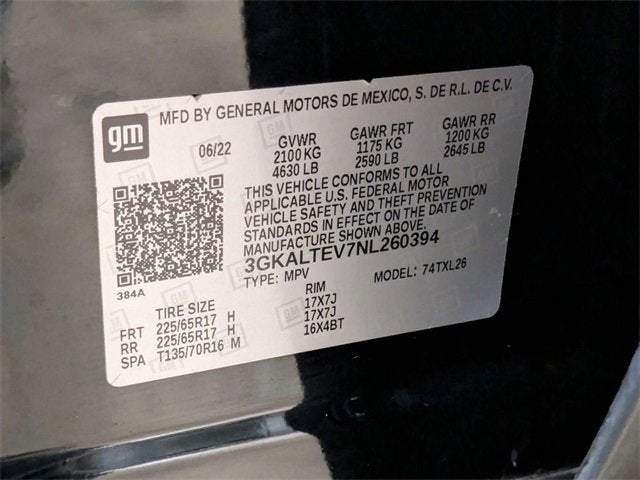 gm
MFD BY GENERAL MOTORS DE MEXICO, S. DE R.L. DE C.V.
06/22 GVWR GAWR FRT GAWR RR
2100 KG 1175 KG 1200 KG
4630 LB 2590 LB 2645 LB
THIS VEHICLE CONFORMS TO ALL
APPLICABLE U.S. FEDERAL MOTOR
VEHICLE SAFETY AND THEFT PREVENTION
STANDARDS IN EFFECT ON THE DATE OF
MANUFACTURE SHOWN ABOVE.
3GKALTEV7NL260394
384A TYPE: MPV MODEL: 74TXL26
TIRE SIZE RIM
FRT 225/65R17 H 17X7J
RR 225/65R17 H 17X7J
SPA T135/70R16 M 16X4BT